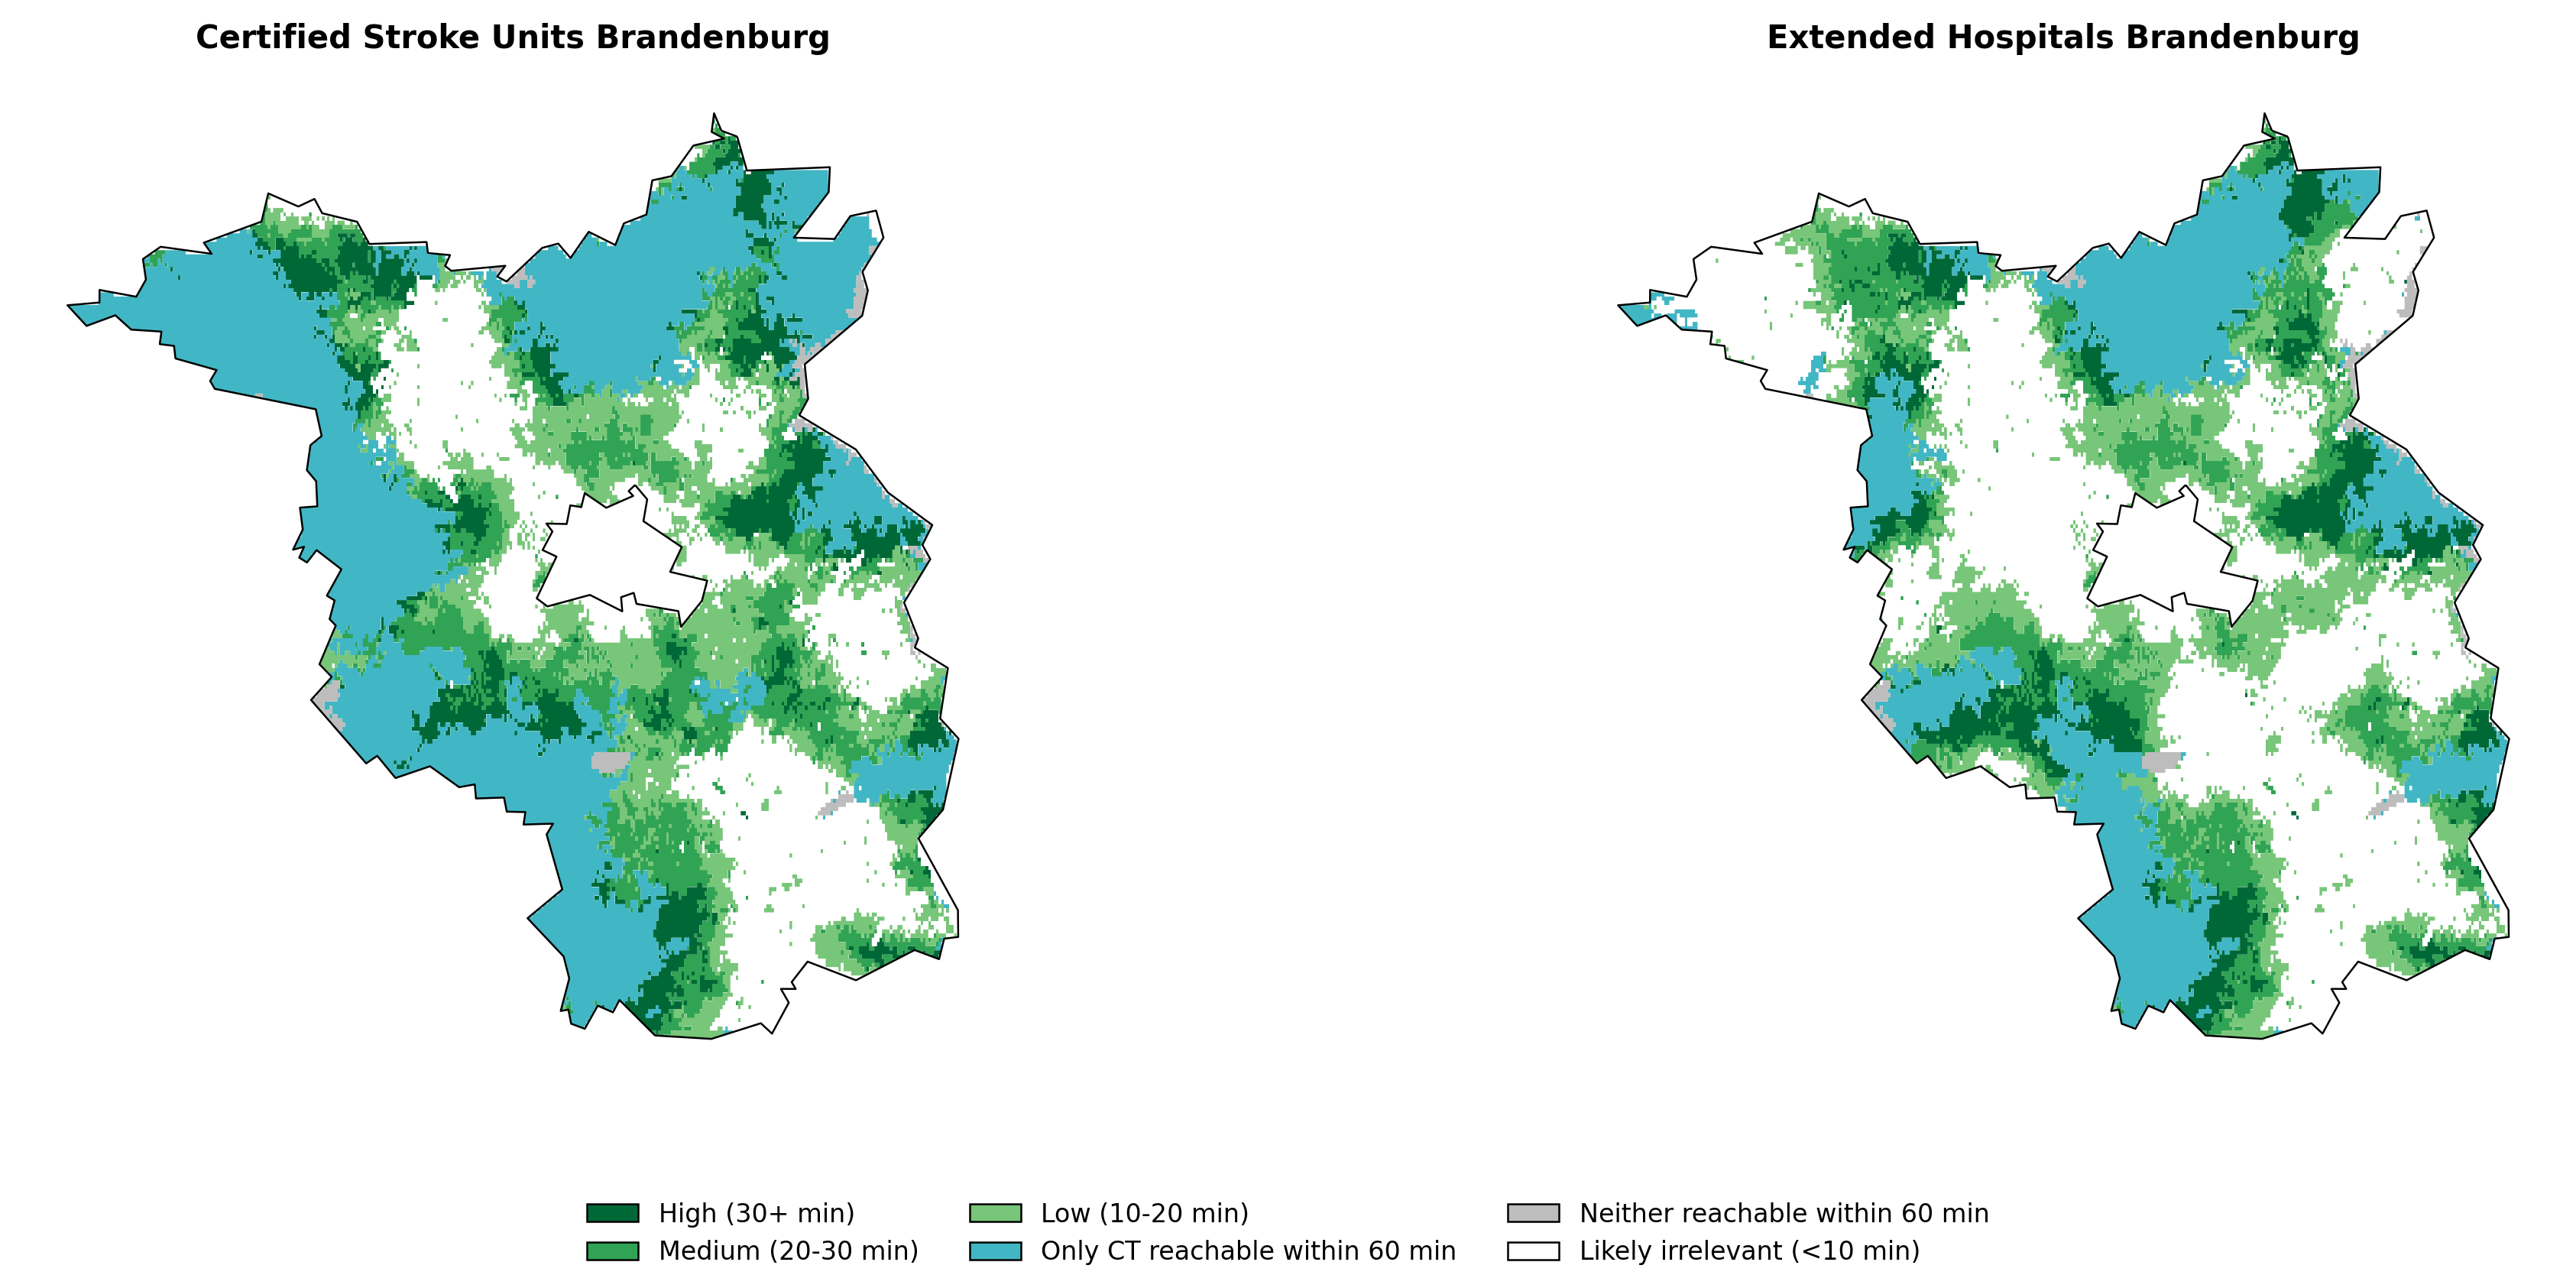 Certified Stroke Units Brandenburg
Extended Hospitals Brandenburg
High (30+ min)
Medium (20-30 min)
Low (10-20 min)
Only CT reachable within 60 min
Neither reachable within 60 min
Likely irrelevant (<10 min)